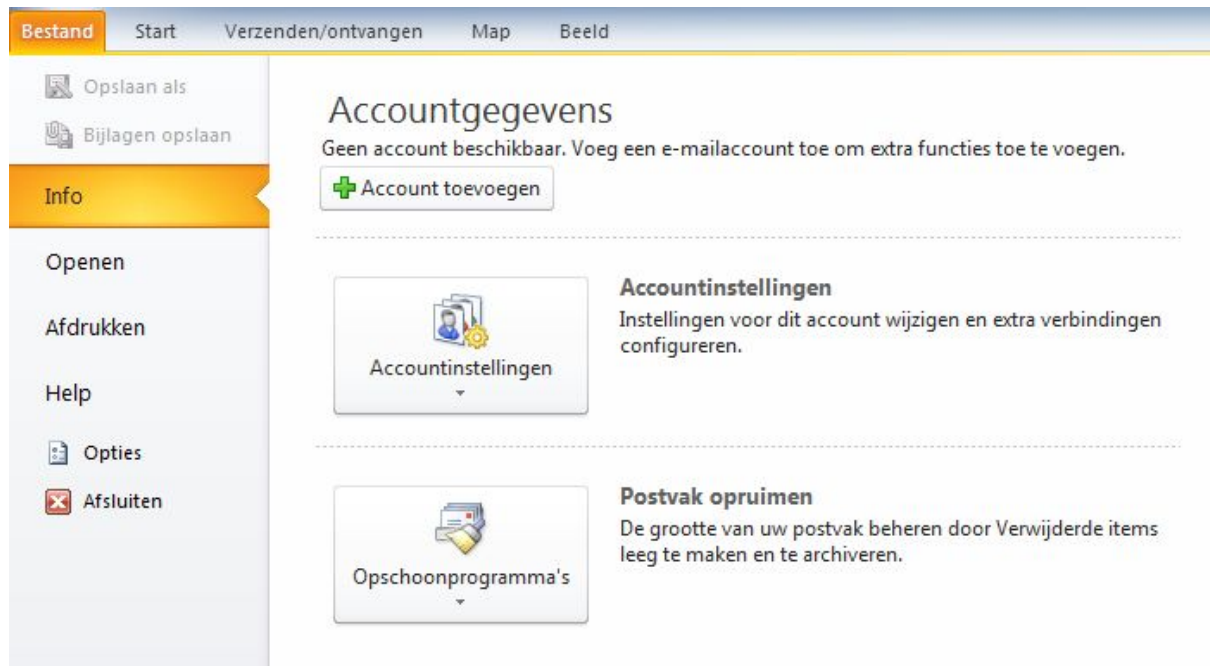 Bestand Start Verzenden/ontvangen Map Beeld
Opslaan als
Bijlagen opslaan
Info
Openen
Afdrukken
Help
Opties
Afsluiten
Accountgegevens
Geen account beschikbaar. Voeg een e-mailaccount toe om extra functies toe te voegen.
Account toevoegen
Accountinstellingen
Accountinstellingen
Instellingen voor dit account wijzigen en extra verbindingen
configureren.
Opschoonprogramma's
Postvak opruimen
De grootte van uw postvak beheren door Verwijderde items
leeg te maken en te archiveren.